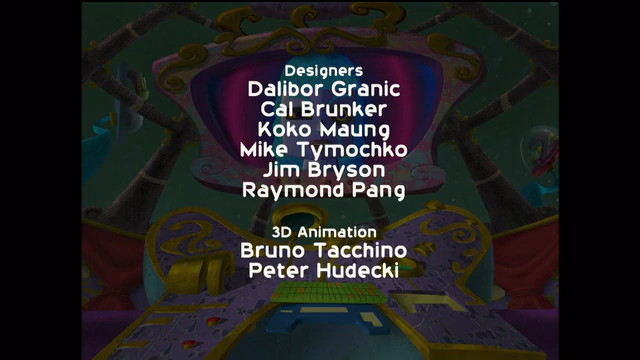 Designers
Dalibor Granic
Cal Brunker
Koko Maung
Mike Tymochko
Jim Bryson
Raymond Pang
3D Animation
Bruno Tacchino
Peter Hudecki